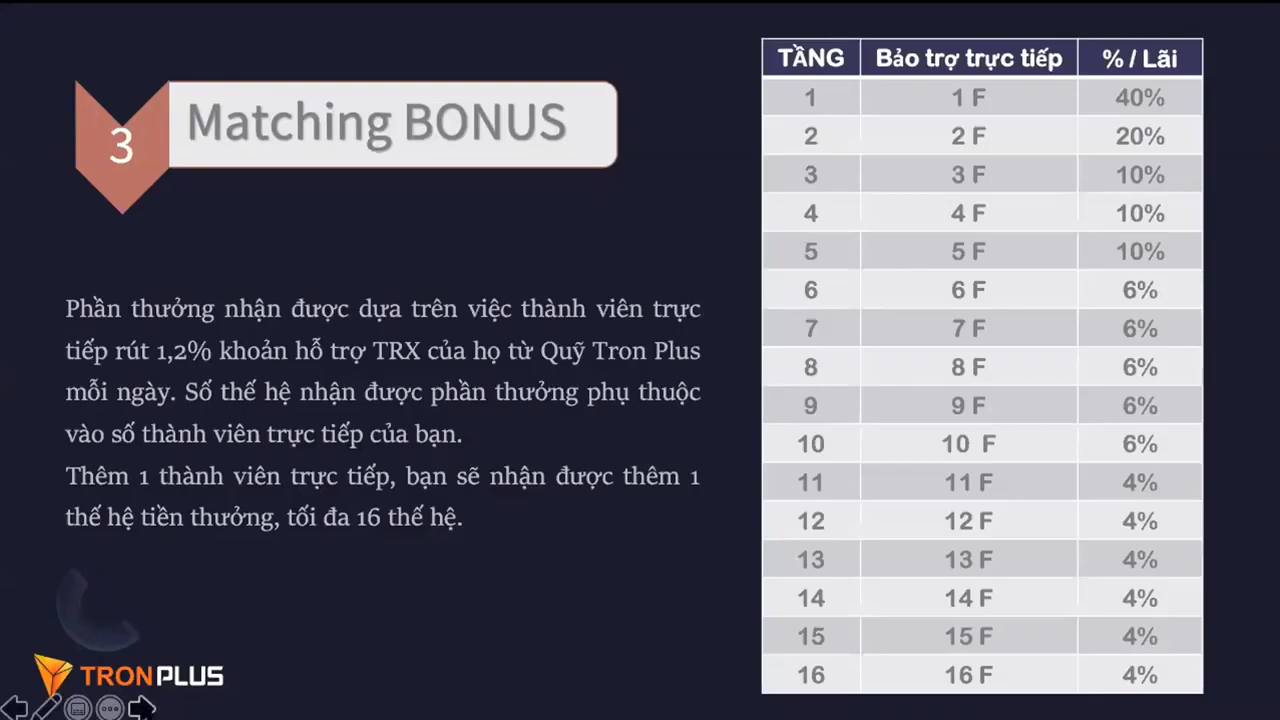 3
Matching BONUS
Phần thưởng nhận được dựa trên việc thành viên trực
tiếp rút 1,2% khoản hỗ trợ TRX của họ từ Quỹ Tron Plus
mỗi ngày. Số thế hệ nhận được phần thưởng phụ thuộc
vào số thành viên trực tiếp của bạn.
Thêm 1 thành viên trực tiếp, bạn sẽ nhận được thêm 1
thế hệ tiền thưởng, tối đa 16 thế hệ.
TRONPLUS
TẦNG Bảo trợ trực tiếp % / Lãi
1 1 F 40%
2 2 F 20%
3 3 F 10%
4 4 F 10%
5 5 F 10%
6 6 F 6%
7 7 F 6%
8 8 F 6%
9 9 F 6%
10 10 F 6%
11 11 F 4%
12 12 F 4%
13 13 F 4%
14 14 F 4%
15 15 F 4%
16 16 F 4%